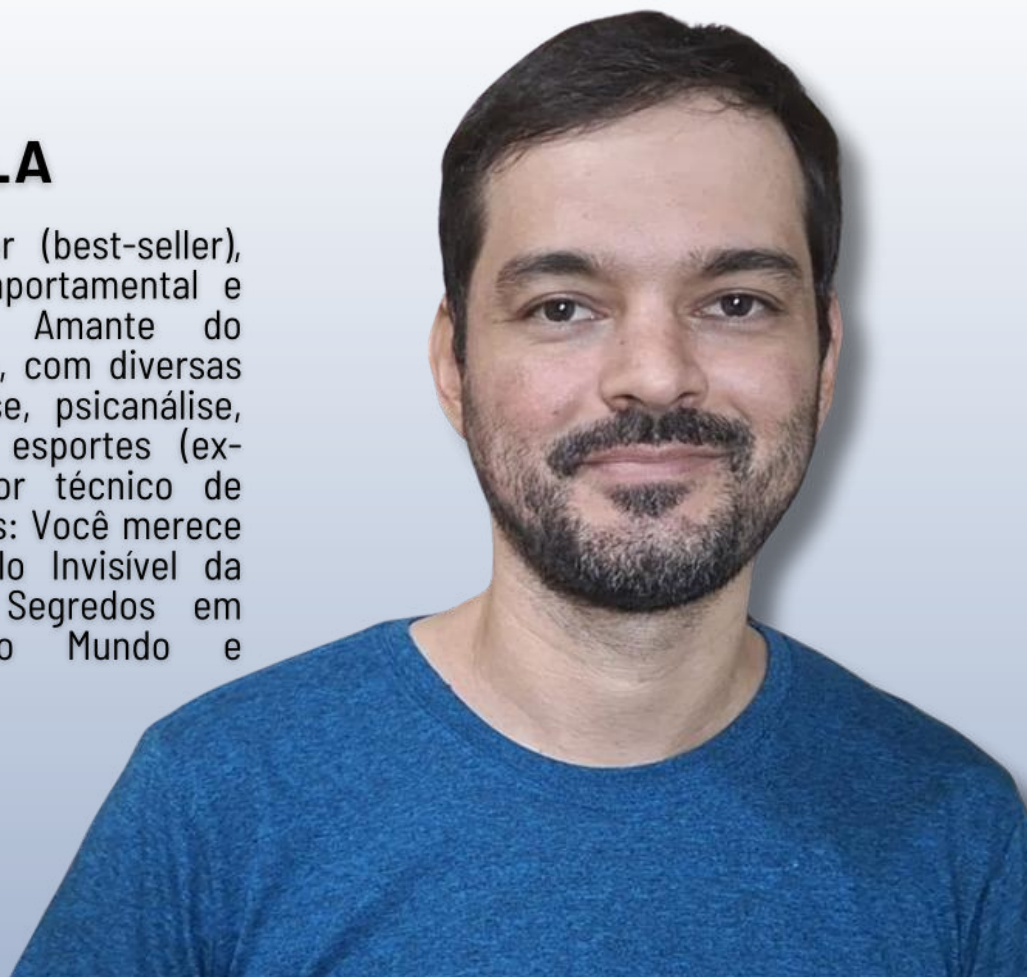 LA
r (best-seller),
portamental e
Amante do
, com diversas
se, psicanálise,
esportes (ex-
or técnico de
s: Você merece
lo Invisível da
Segredos em
o Mundo e